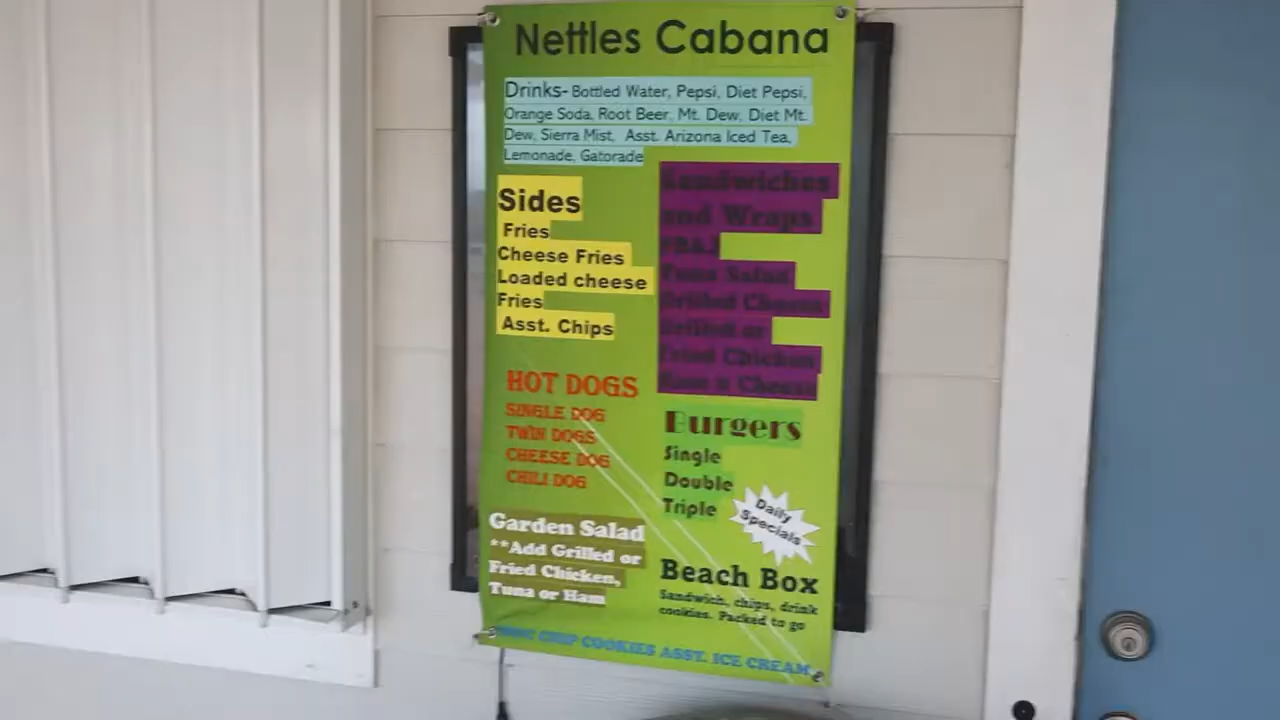 Nettles Cabana
Drinks- Bottled Water, Pepsi, Diet Pepsi,
Orange Soda, Root Beer, Mt. Dew, Diet Mt.
Dew, Sierra Mist, Asst. Arizona Iced Tea,
Lemonade, Gatorade
Sides
Fries
Cheese Fries
Loaded cheese
Fries
Asst. Chips
HOT DOGS
SINGLE DOG
TWIN DOGS
CHEESE DOG
CHILI DOG
Garden Salad
**Add Grilled or
Fried Chicken,
Tuna or Ham
Sandwiches
and Wraps
PB&J
Tuna Salad
Grilled Cheese
Grilled or
Fried Chicken
Ham n Cheese
Burgers
Single
Double
Triple
Daily
Specials
Beach Box
Sandwich, chips, drink
cookies. Packed to go
CHIP COOKIES ASST. ICE CREAM